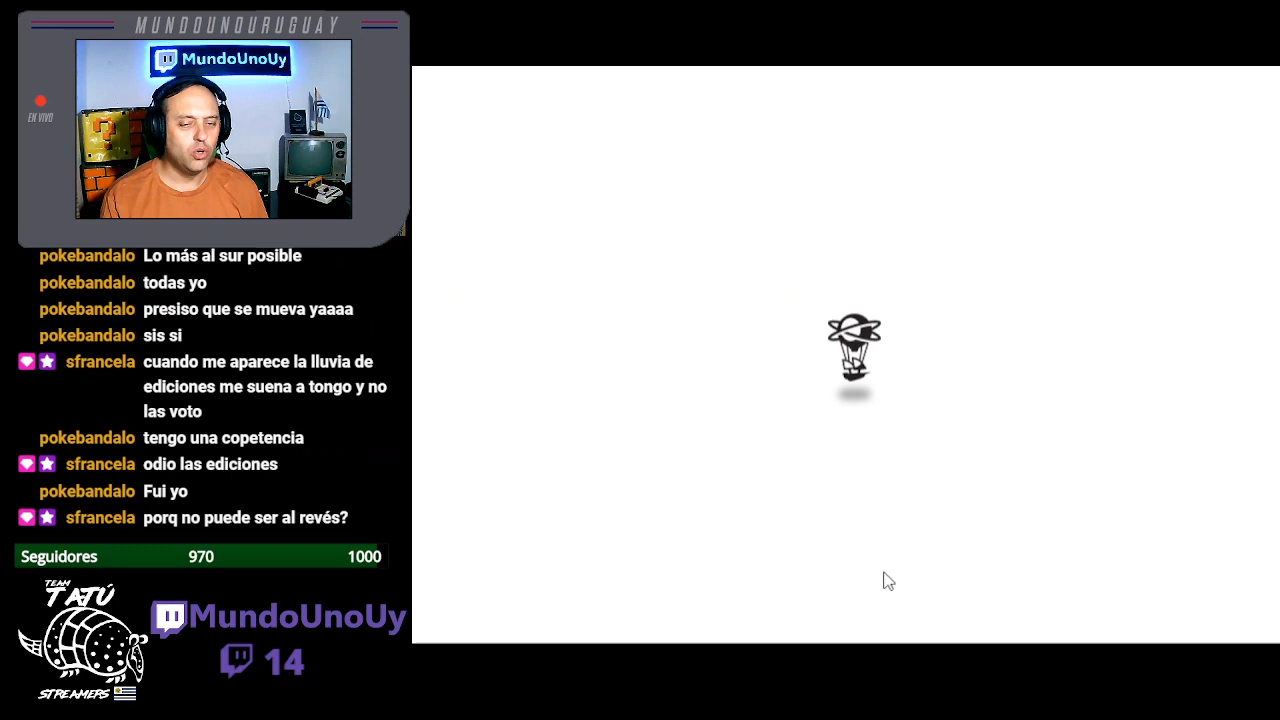 MUNDOUNOURUGUAY
MundoUnoUy
EN VIVO
pokebandalo Lo más al sur posible
pokebandalo todas yo
pokebandalo presiso que se mueva yaaaa
pokebandalo sis si
sfrancela cuando me aparece la lluvia de
ediciones me suena a tongo y no
las voto
pokebandalo tengo una copetencia
sfrancela odio las ediciones
pokebandalo Fui yo
sfrancela porq no puede ser al revés?
Seguidores 970 1000
TEAM
TATÚ
STREAMERS
MundoUnoUy
14